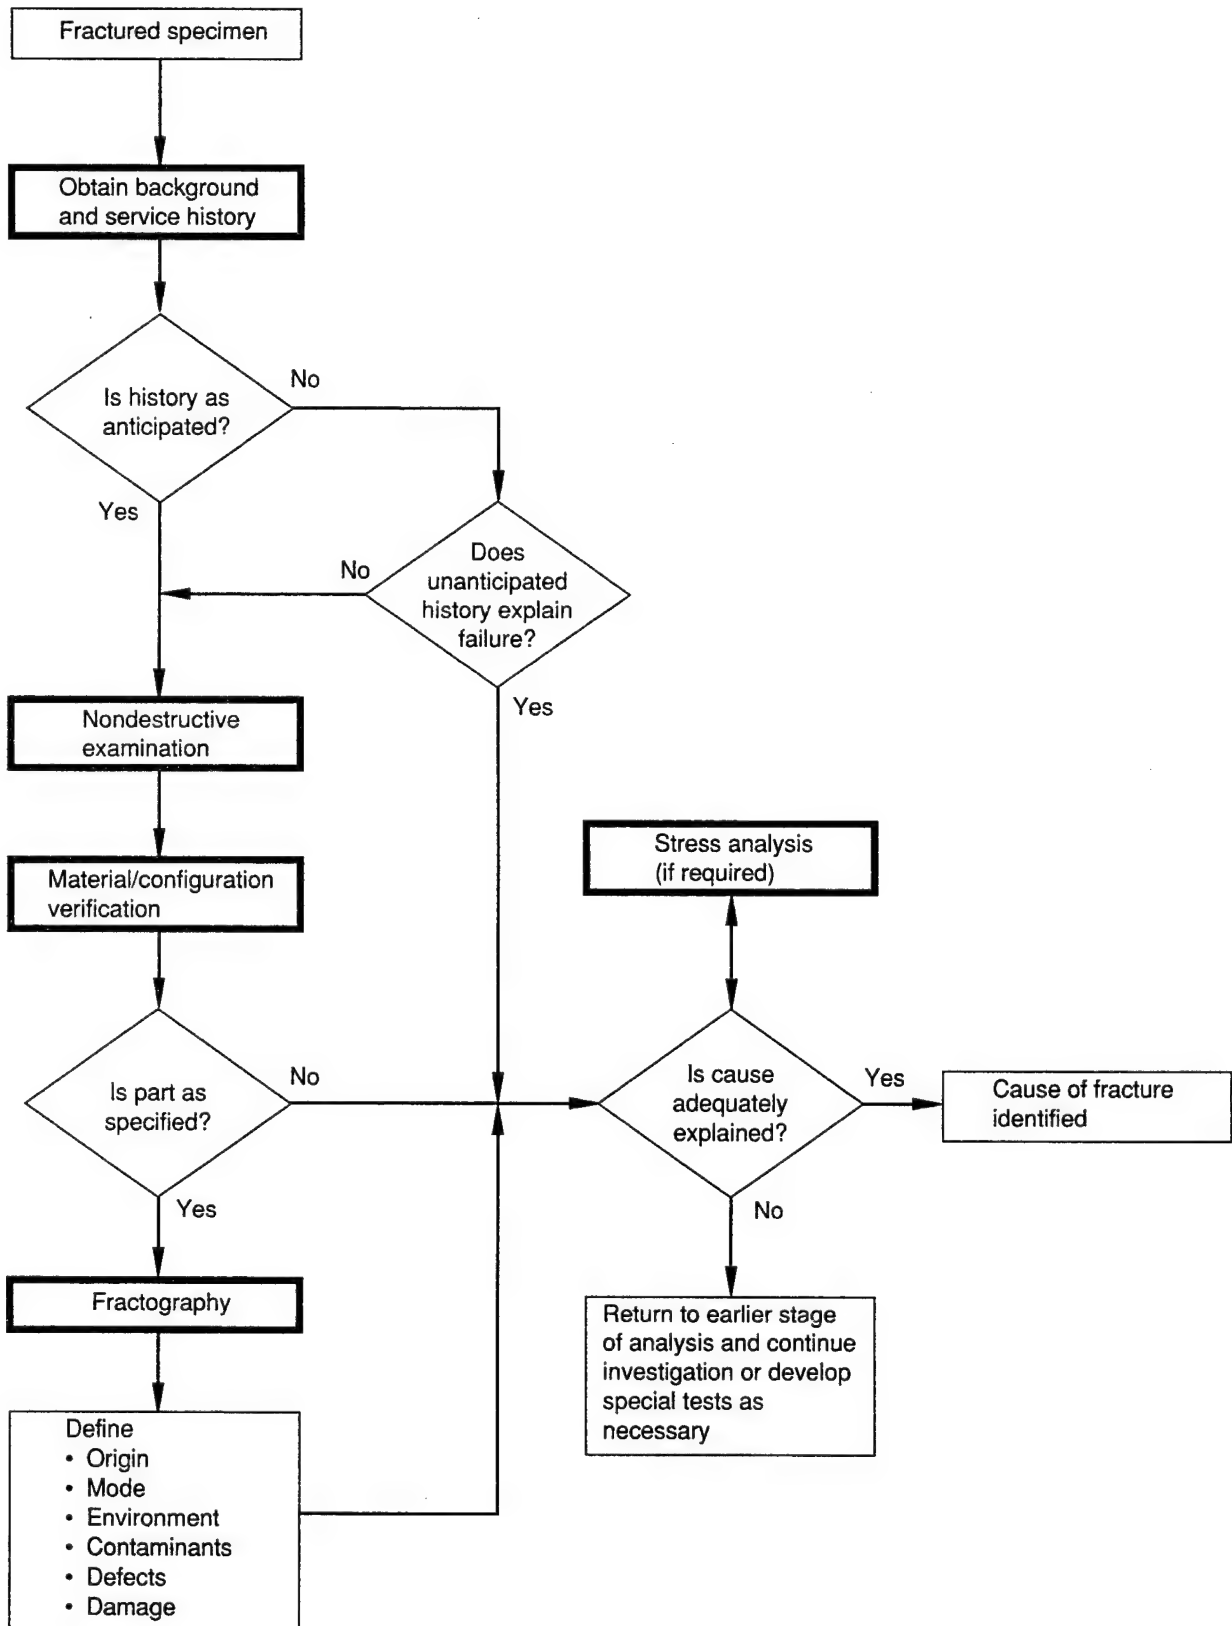 Fractured specimen
Obtain background
and service history
Is history as
anticipated?
No
Yes
Does
unanticipated
history explain
failure?
No
Yes
Nondestructive
examination
Material/configuration
verification
Stress analysis
(if required)
Is part as
specified?
No
Yes
Is cause
adequately
explained?
Yes
No
Cause of fracture
identified
Fractography
Return to earlier stage
of analysis and continue
investigation or develop
special tests as
necessary
Define
• Origin
• Mode
• Environment
• Contaminants
• Defects
• Damage